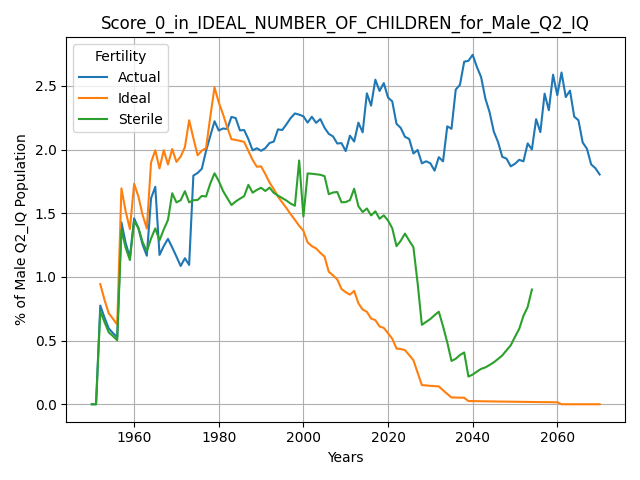 Score_0_in_IDEAL_NUMBER_OF_CHILDREN_for_Male_Q2_IQ
Fertility
Actual
Ideal
Sterile
% of Male Q2_IQ Population
2.5
2.0
1.5
1.0
0.5
0.0
1960 1980 2000 2020 2040 2060
Years